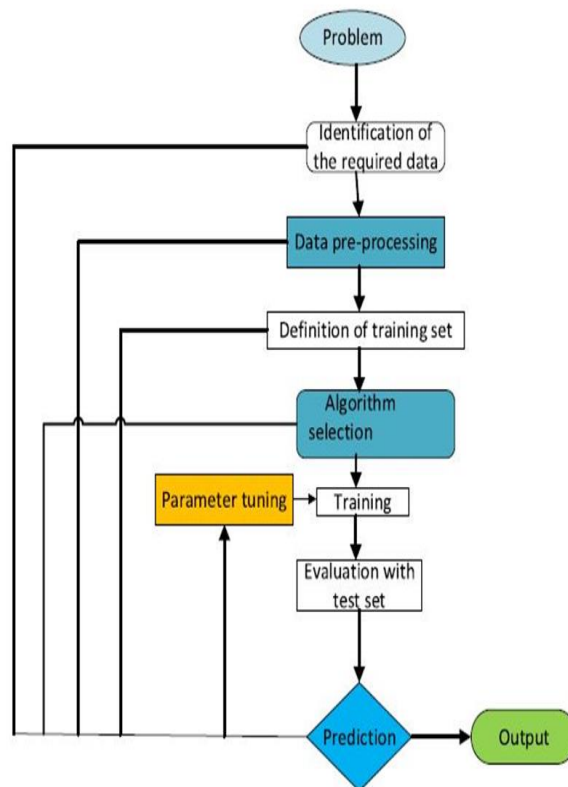 Problem
Identification of
the required data
Data pre-processing
Definition of training set
Algorithm
selection
Parameter tuning
Training
Evaluation with
test set
Prediction
Output